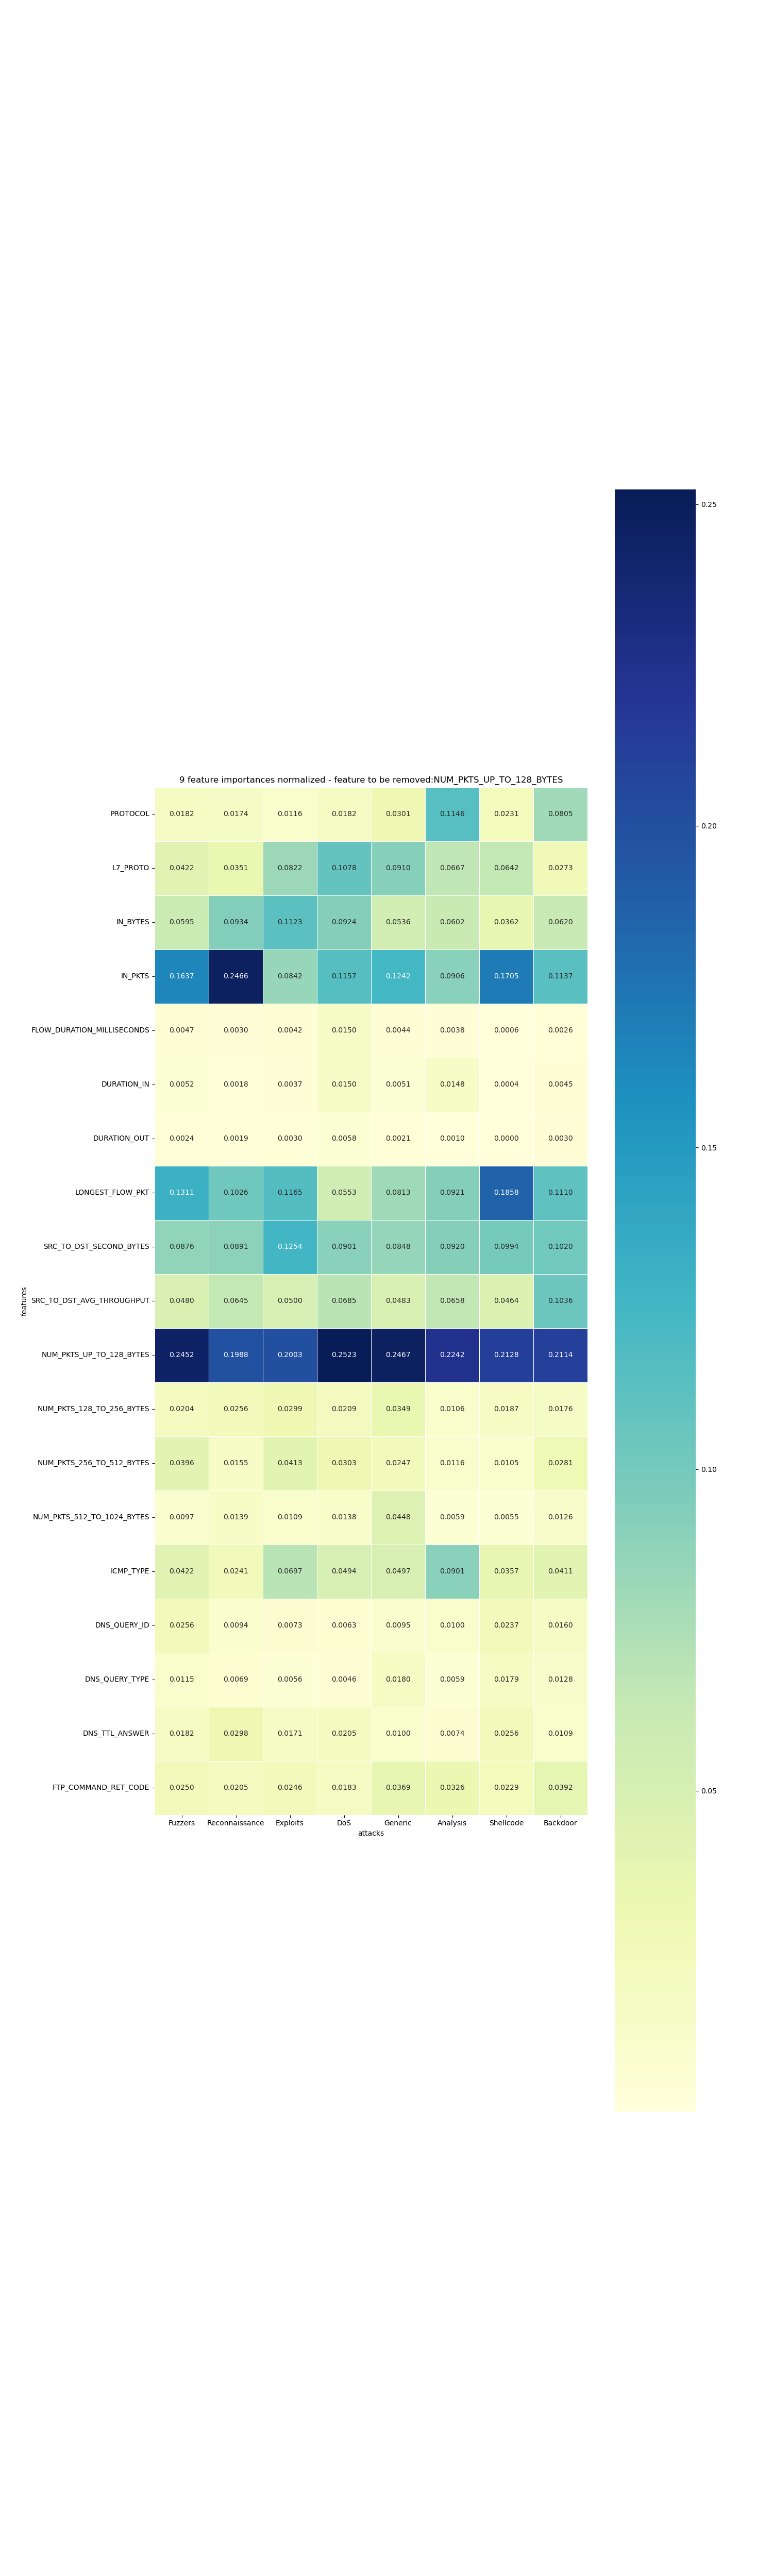 9 feature importances normalized - feature to be removed:NUM_PKTS_UP_TO_128_BYTES
PROTOCOL 0.0182 0.0174 0.0116 0.0182 0.0301 0.1146 0.0231 0.0805
L7_PROTO 0.0422 0.0351 0.0822 0.1078 0.0910 0.0667 0.0642 0.0273
IN_BYTES 0.0595 0.0934 0.1123 0.0924 0.0536 0.0602 0.0362 0.0620
IN_PKTS 0.1637 0.2466 0.0842 0.1157 0.1242 0.0906 0.1705 0.1137
FLOW_DURATION_MILLISECONDS 0.0047 0.0030 0.0042 0.0150 0.0044 0.0038 0.0006 0.0026
DURATION_IN 0.0052 0.0018 0.0037 0.0150 0.0051 0.0148 0.0004 0.0045
DURATION_OUT 0.0024 0.0019 0.0030 0.0058 0.0021 0.0010 0.0000 0.0030
LONGEST_FLOW_PKT 0.1311 0.1026 0.1165 0.0553 0.0813 0.0921 0.1858 0.1110
SRC_TO_DST_SECOND_BYTES 0.0876 0.0891 0.1254 0.0901 0.0848 0.0920 0.0994 0.1020
SRC_TO_DST_AVG_THROUGHPUT 0.0480 0.0645 0.0500 0.0685 0.0483 0.0658 0.0464 0.1036
NUM_PKTS_UP_TO_128_BYTES 0.2452 0.1988 0.2003 0.2523 0.2467 0.2242 0.2128 0.2114
NUM_PKTS_128_TO_256_BYTES 0.0204 0.0256 0.0299 0.0209 0.0349 0.0106 0.0187 0.0176
NUM_PKTS_256_TO_512_BYTES 0.0396 0.0155 0.0413 0.0303 0.0247 0.0116 0.0105 0.0281
NUM_PKTS_512_TO_1024_BYTES 0.0097 0.0139 0.0109 0.0138 0.0448 0.0059 0.0055 0.0126
ICMP_TYPE 0.0422 0.0241 0.0697 0.0494 0.0497 0.0901 0.0357 0.0411
DNS_QUERY_ID 0.0256 0.0094 0.0073 0.0063 0.0095 0.0100 0.0237 0.0160
DNS_QUERY_TYPE 0.0115 0.0069 0.0056 0.0046 0.0180 0.0059 0.0179 0.0128
DNS_TTL_ANSWER 0.0182 0.0298 0.0171 0.0205 0.0100 0.0074 0.0256 0.0109
FTP_COMMAND_RET_CODE 0.0250 0.0205 0.0246 0.0183 0.0369 0.0326 0.0229 0.0392
Fuzzers Reconnaissance Exploits DoS Generic Analysis Shellcode Backdoor
attacks
features
0.25
0.20
0.15
0.10
0.05